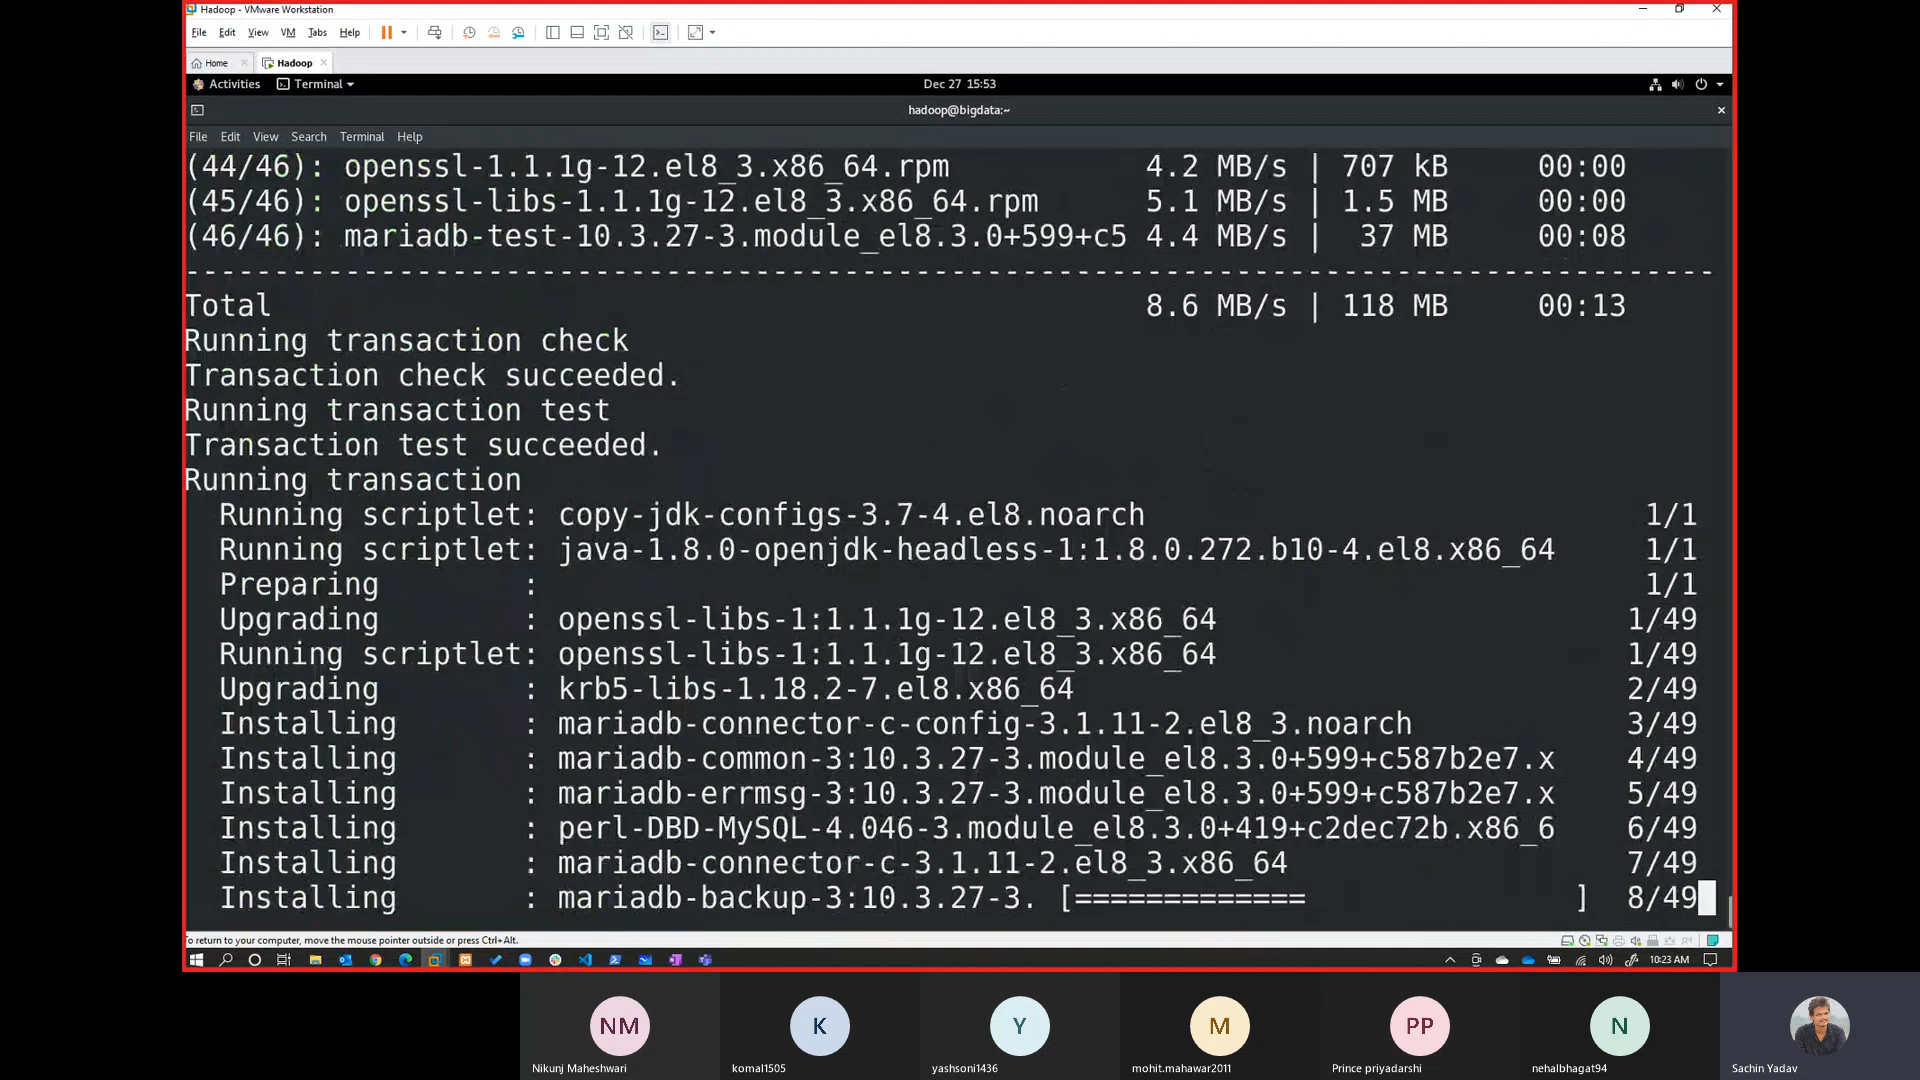 Hadoop - VMware Workstation
File Edit View VM Tabs Help
Home Hadoop
Activities Terminal Dec 27 15:53
hadoop@bigdata:~
File Edit View Search Terminal Help
(44/46): openssl-1.1.1g-12.el8_3.x86_64.rpm 4.2 MB/s | 707 kB 00:00
(45/46): openssl-libs-1.1.1g-12.el8_3.x86_64.rpm 5.1 MB/s | 1.5 MB 00:00
(46/46): mariadb-test-10.3.27-3.module_el8.3.0+599+c5 4.4 MB/s | 37 MB 00:08
--------------------------------------------------------------------------------------
Total 8.6 MB/s | 118 MB 00:13
Running transaction check
Transaction check succeeded.
Running transaction test
Transaction test succeeded.
Running transaction
Running scriptlet: copy-jdk-configs-3.7-4.el8.noarch 1/1
Running scriptlet: java-1.8.0-openjdk-headless-1:1.8.0.272.b10-4.el8.x86_64 1/1
Preparing : 1/1
Upgrading : openssl-libs-1:1.1.1g-12.el8_3.x86_64 1/49
Running scriptlet: openssl-libs-1:1.1.1g-12.el8_3.x86_64 1/49
Upgrading : krb5-libs-1.18.2-7.el8.x86_64 2/49
Installing : mariadb-connector-c-config-3.1.11-2.el8_3.noarch 3/49
Installing : mariadb-common-3:10.3.27-3.module_el8.3.0+599+c587b2e7.x 4/49
Installing : mariadb-errmsg-3:10.3.27-3.module_el8.3.0+599+c587b2e7.x 5/49
Installing : perl-DBD-MySQL-4.046-3.module_el8.3.0+419+c2dec72b.x86_6 6/49
Installing : mariadb-connector-c-3.1.11-2.el8_3.x86_64 7/49
Installing : mariadb-backup-3:10.3.27-3. [============= ] 8/49
To return to your computer, move the mouse pointer outside or press Ctrl+Alt.
10:23 AM
NM K Y M PP N
Nikunj Maheshwari komal1505 yashsoni1436 mohit.mahawar2011 Prince priyadarshi nehalbhagat94 Sachin Yadav